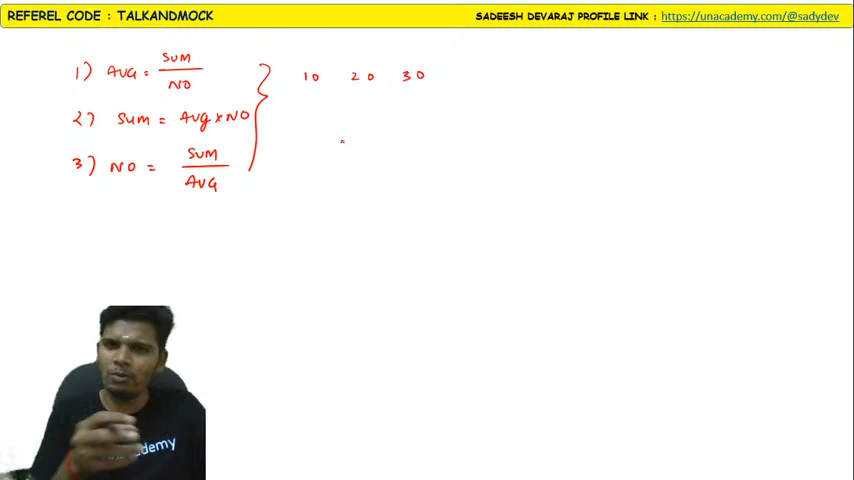 REFEREL CODE : TALKANDMOCK
SADEESH DEVARAJ PROFILE LINK : https://unacademy.com/@sadydev
1) AVG = SUM / NO
2) SUM = AVg × NO
3) NO = SUM / AVG
10 20 30
demy